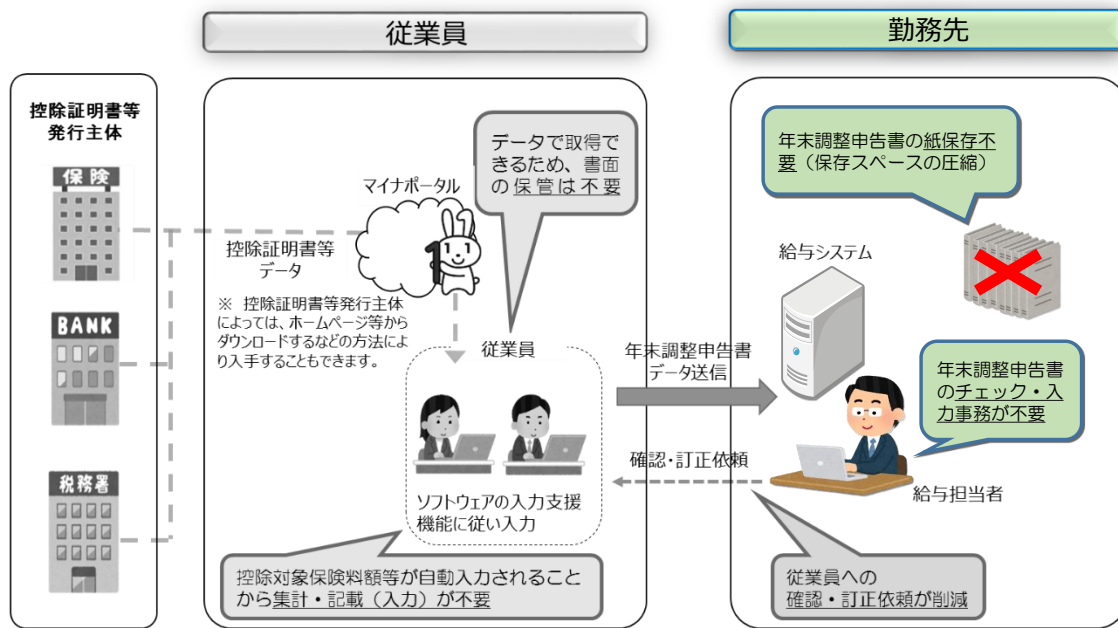 従業員
勤務先
控除証明書等
発行主体
保険
BANK
税務署
控除証明書等
データ
※ 控除証明書等発行主体
によっては、ホームページ等から
ダウンロードするなどの方法によ
り入手することもできます。
マイナポータル
1
データで取得で
きるため、書面
の保管は不要
従業員
ソフトウェアの入力支援
機能に従い入力
控除対象保険料額等が自動入力されること
から集計・記載（入力）が不要
年末調整申告書
データ送信
確認・訂正依頼
年末調整申告書の紙保存不
要（保存スペースの圧縮）
給与システム
年末調整申告書
のチェック・入
力事務が不要
給与担当者
従業員への
確認・訂正依頼が削減